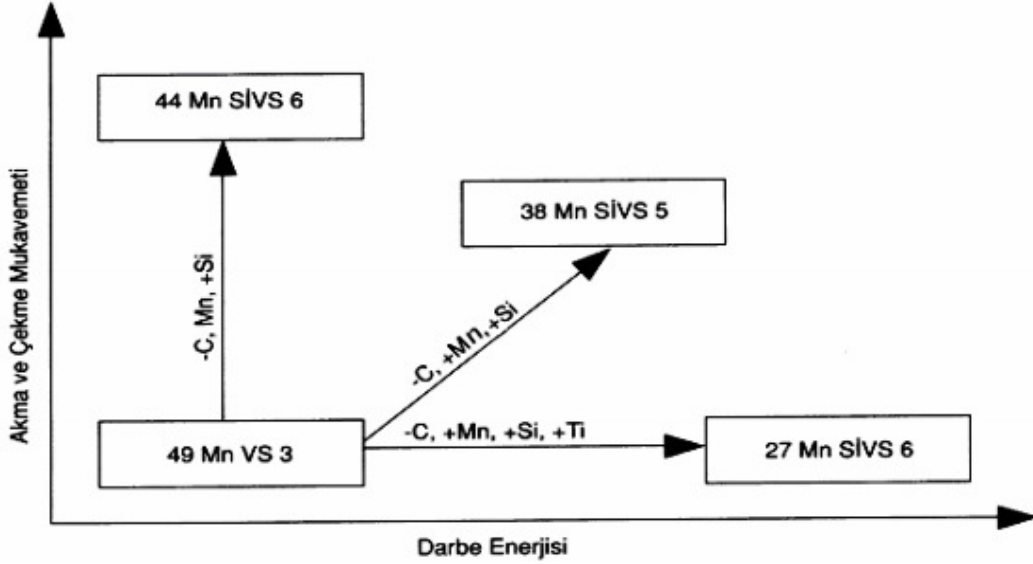 Akma ve Çekme Mukavemeti
44 Mn SİVS 6
38 Mn SİVS 5
-C, Mn, +Si
-C, +Mn,+Si
-C, +Mn, +Si, +Ti
49 Mn VS 3
27 Mn SİVS 6
Darbe Enerjisi